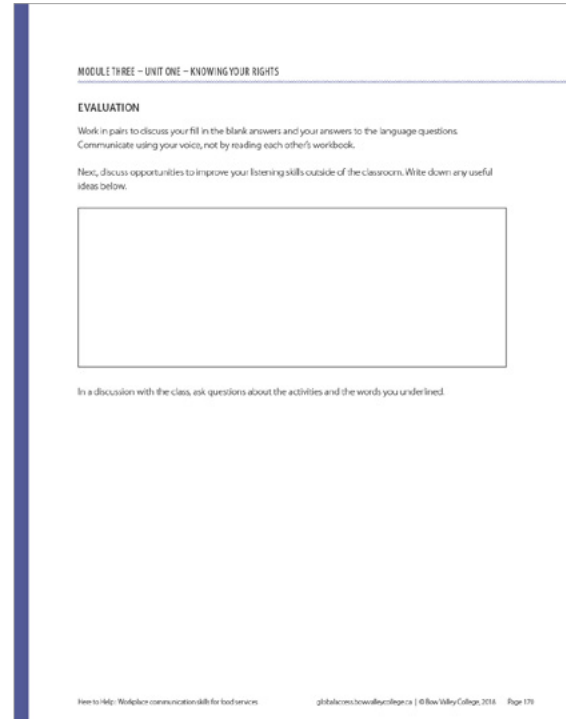 MODULE THREE – UNIT ONE – KNOWING YOUR RIGHTS
EVALUATION
Work in pairs to discuss your fill in the blank answers and your answers to the language questions.
Communicate using your voice, not by reading each other's workbook.
Next, discuss opportunities to improve your listening skills outside of the classroom. Write down any useful
ideas below.
In a discussion with the class, ask questions about the activities and the words you underlined.
Here to Help: Workplace communication skills for food services globalaccess.bowvalleycollege.ca | © Bow Valley College, 2016 Page 170